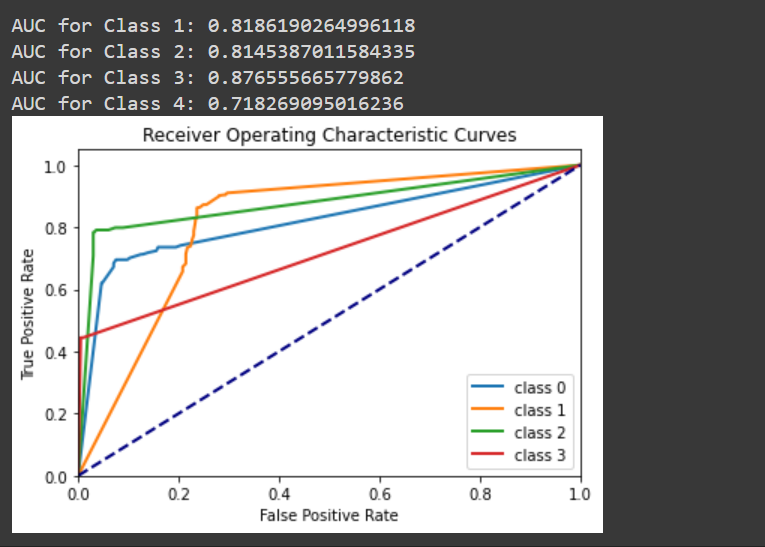 AUC for Class 1: 0.8186190264996118
AUC for Class 2: 0.8145387011584335
AUC for Class 3: 0.876555665779862
AUC for Class 4: 0.718269095016236
Receiver Operating Characteristic Curves
True Positive Rate
1.0
0.8
0.6
0.4
0.2
0.0
class 0
class 1
class 2
class 3
0.0 0.2 0.4 0.6 0.8 1.0
False Positive Rate